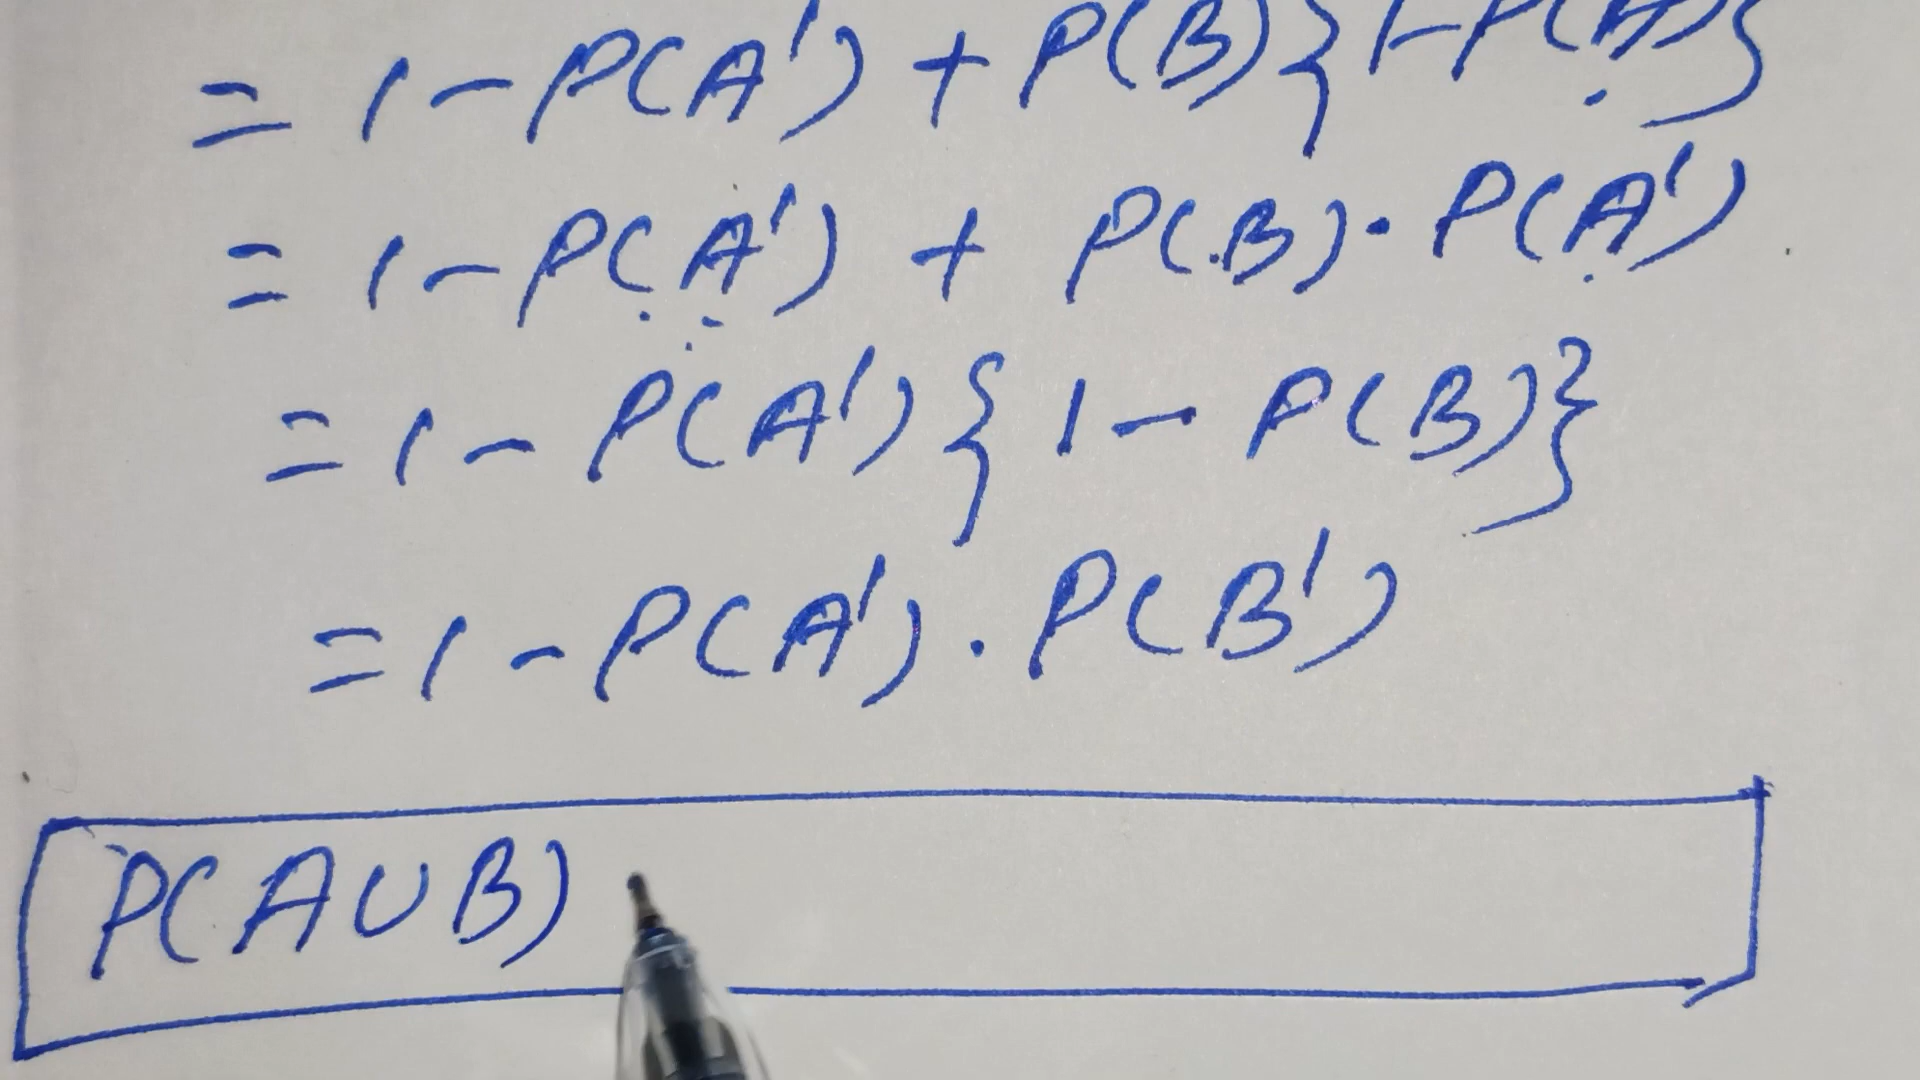 = 1 - P(A') + P(B){1 - P(A)}
= 1 - P(A') + P(B) · P(A')
= 1 - P(A'){1 - P(B)}
= 1 - P(A') . P(B')
P(A∪B)